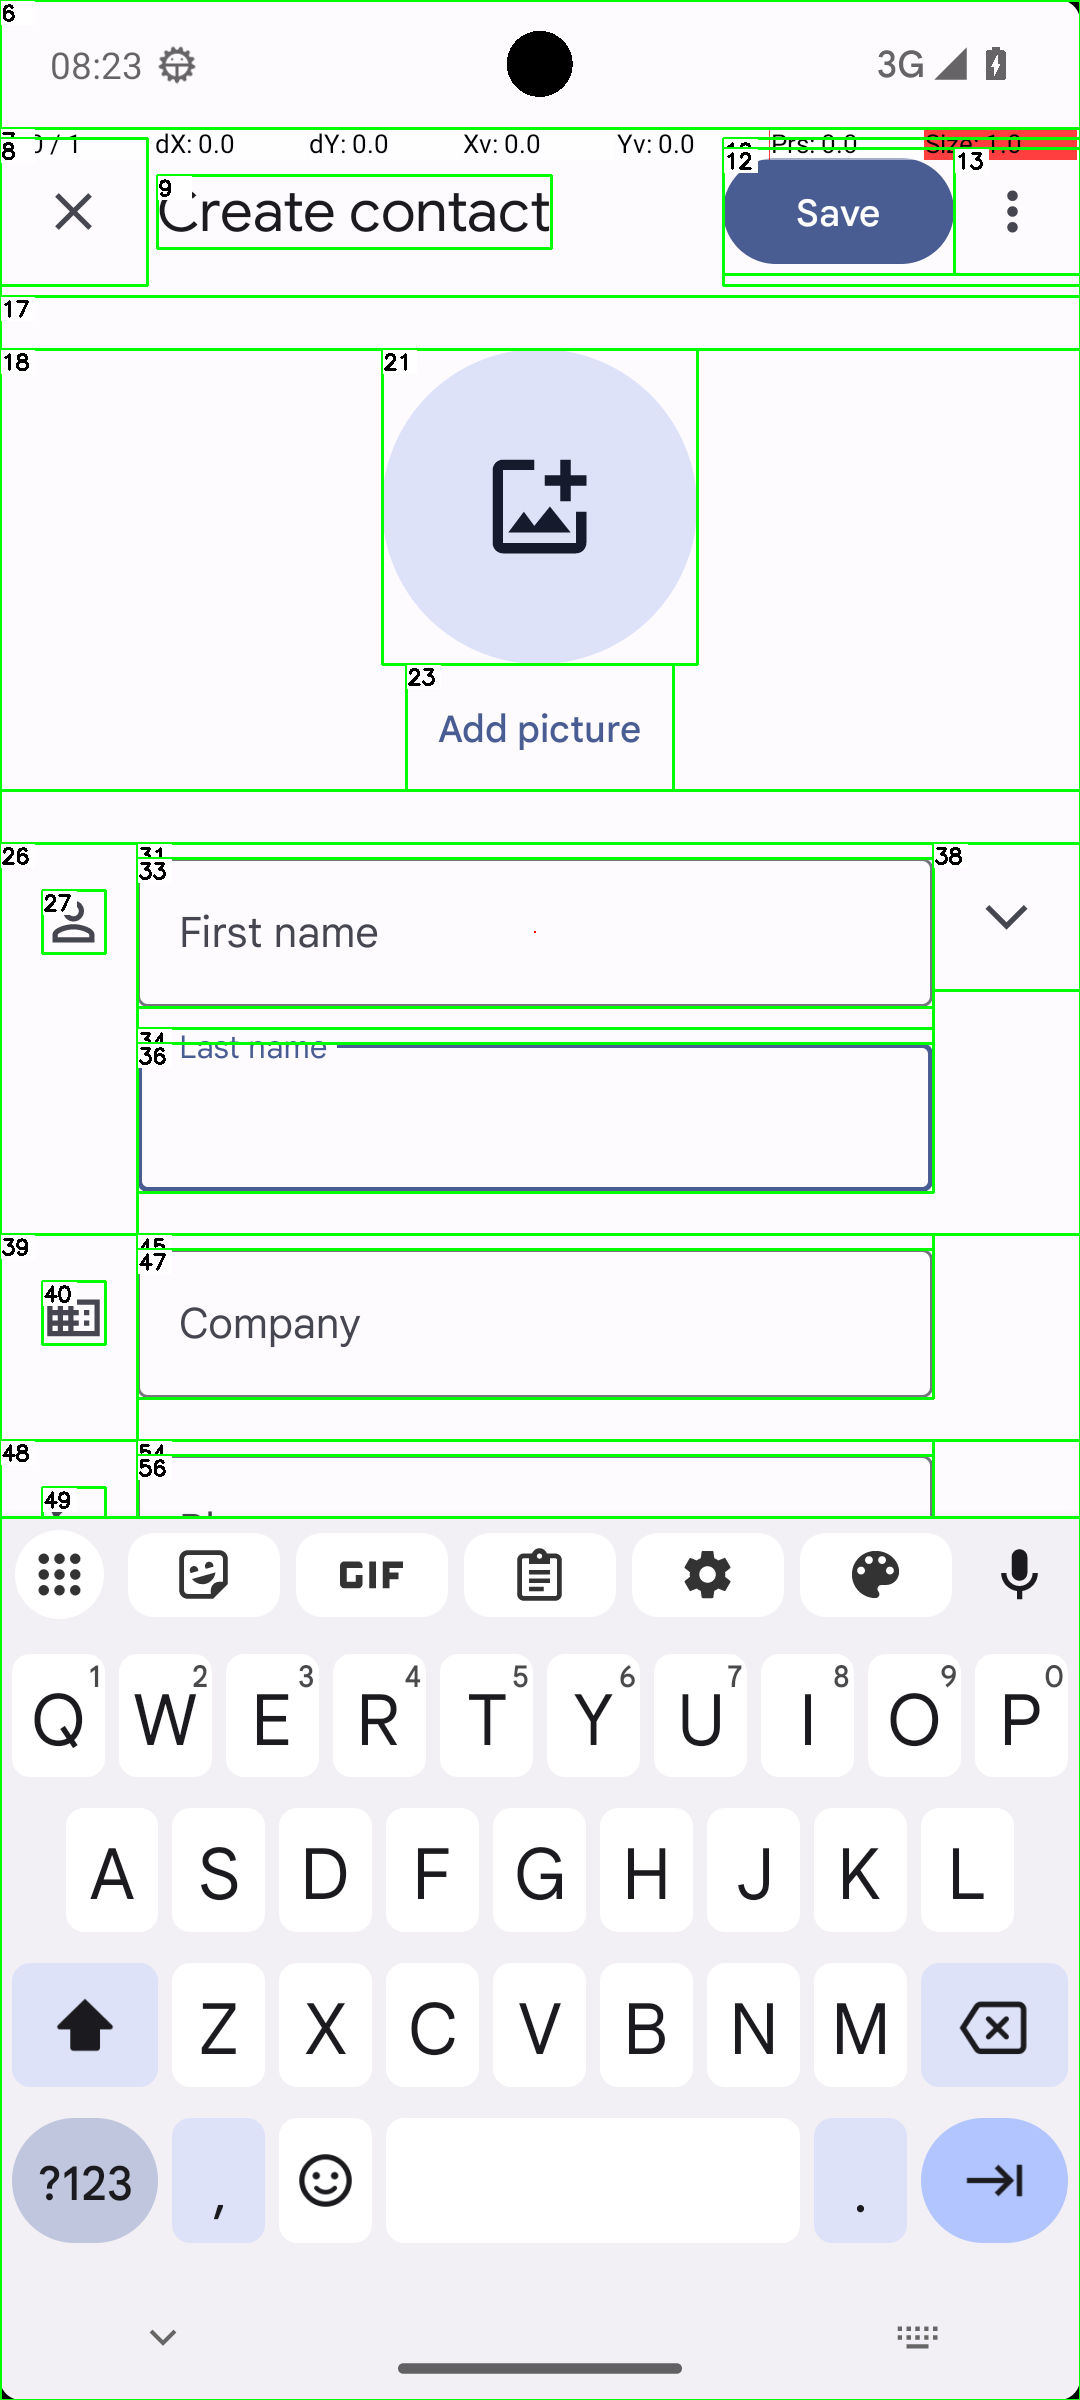 6
08:23
3G
7
8
0 / 1
dX: 0.0
dY: 0.0
Xv: 0.0
Yv: 0.0
Prs: 0.0
Size: 1.0
9
Create contact
12
Save
13
17
18
21
23
Add picture
26
27
31
33
First name
38
34
36
Last name
39
40
45
47
Company
48
49
54
56
GIF
Q 1 W 2 E 3 R 4 T 5 Y 6 U 7 I 8 O 9 P 0
A S D F G H J K L
Z X C V B N M
?123 , .